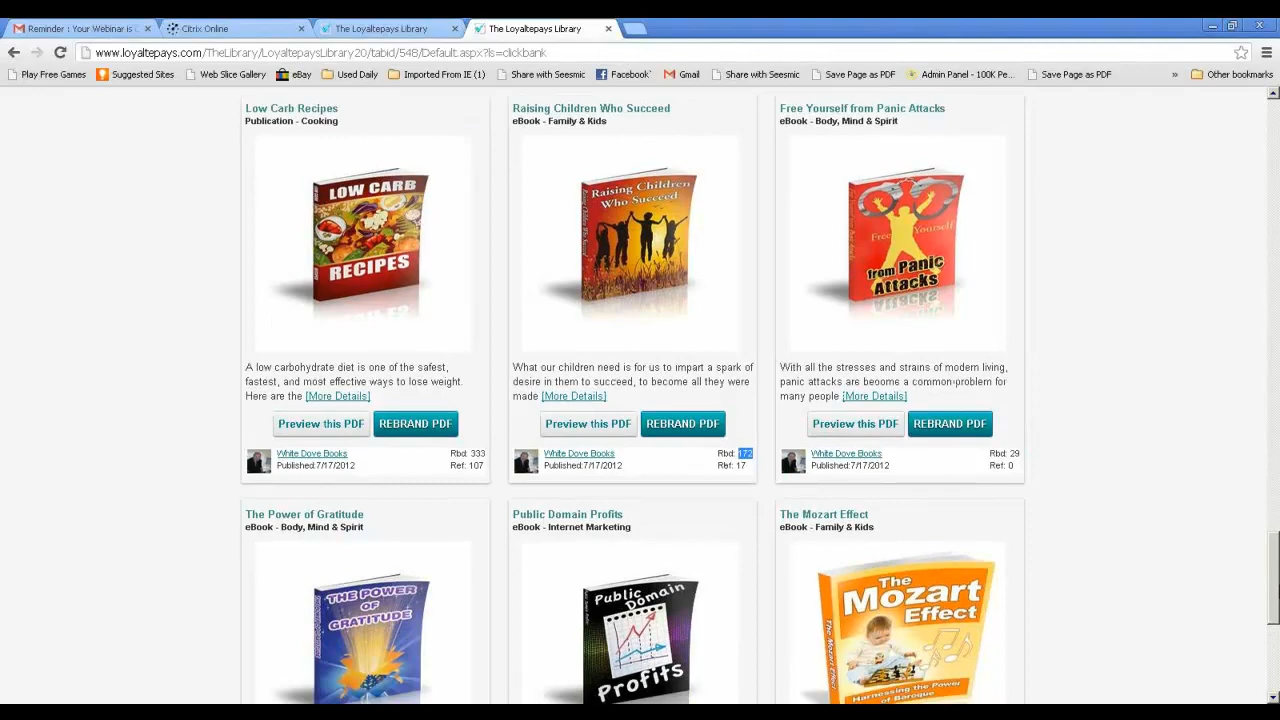 Reminder : Your Webinar is
Citrix Online
The Loyaltepays Library
The Loyaltepays Library
www.loyaltepays.com/TheLibrary/LoyaltepaysLibrary20/tabid/548/Default.aspx?ls=clickbank
Play Free Games
Suggested Sites
Web Slice Gallery
eBay
Used Daily
Imported From IE (1)
Share with Seesmic
Facebook
Gmail
Share with Seesmic
Save Page as PDF
Admin Panel - 100K Pe...
Save Page as PDF
»
Other bookmarks
Low Carb Recipes
Publication - Cooking
LOW CARB
RECIPES
A low carbohydrate diet is one of the safest,
fastest, and most effective ways to lose weight.
Here are the [More Details]
Preview this PDF
REBRAND PDF
White Dove Books
Rbd: 333
Published:7/17/2012
Ref: 107
Raising Children Who Succeed
eBook - Family & Kids
Raising Children
Who Succeed
What our children need is for us to impart a spark of
desire in them to succeed, to become all they were
made [More Details]
Preview this PDF
REBRAND PDF
White Dove Books
Rbd: 172
Published:7/17/2012
Ref: 17
Free Yourself from Panic Attacks
eBook - Body, Mind & Spirit
Free Yourself
from Panic
Attacks
With all the stresses and strains of modern living,
panic attacks are become a common problem for
many people [More Details]
Preview this PDF
REBRAND PDF
White Dove Books
Rbd: 29
Published:7/17/2012
Ref: 0
The Power of Gratitude
eBook - Body, Mind & Spirit
THE POWER
OF
GRATITUDE
Public Domain Profits
eBook - Internet Marketing
Public
Domain
Profits
The Mozart Effect
eBook - Family & Kids
The
Mozart
Effect
Harnessing the Power
of Baroque